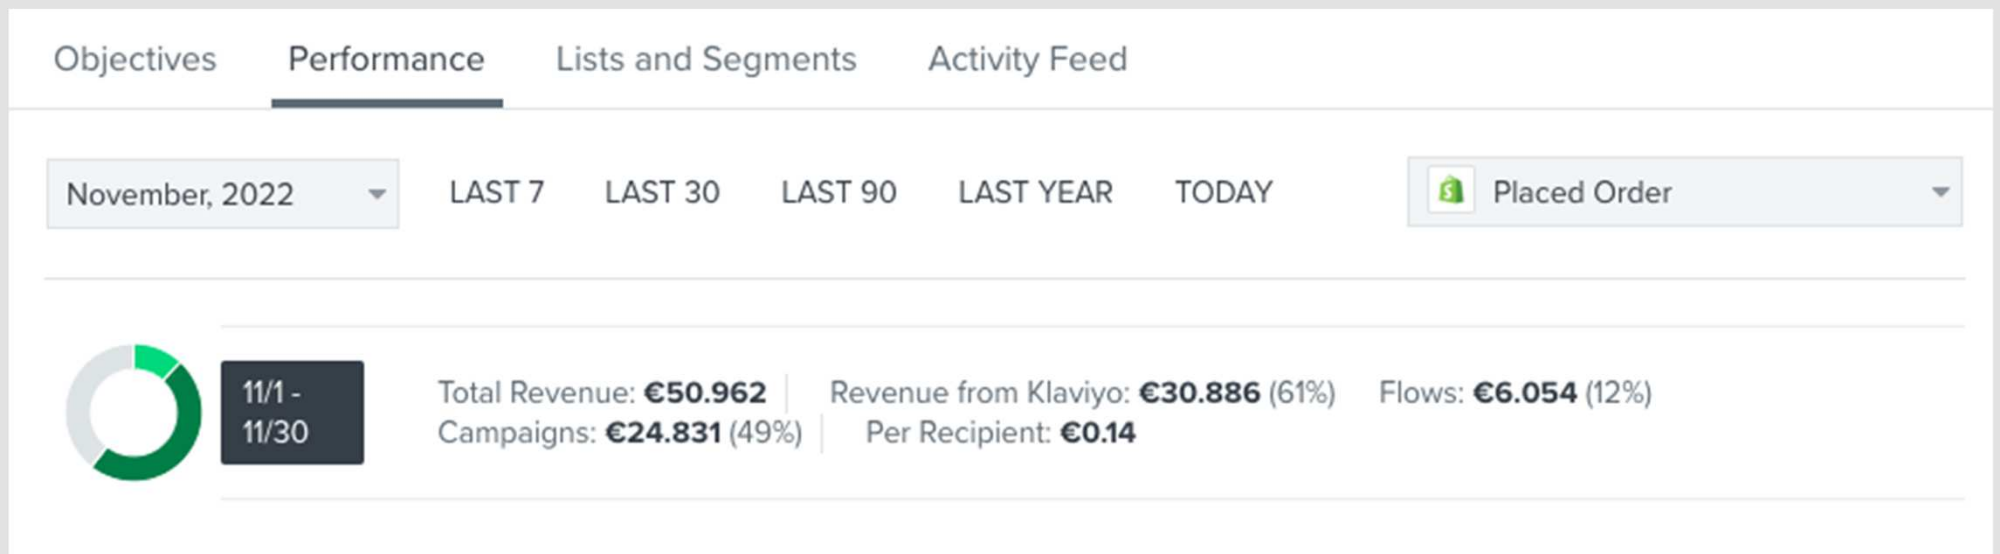 Objectives Performance Lists and Segments Activity Feed
November, 2022 LAST 7 LAST 30 LAST 90 LAST YEAR TODAY Placed Order
11/1 -
11/30
Total Revenue: €50.962 Revenue from Klaviyo: €30.886 (61%) Flows: €6.054 (12%)
Campaigns: €24.831 (49%) Per Recipient: €0.14